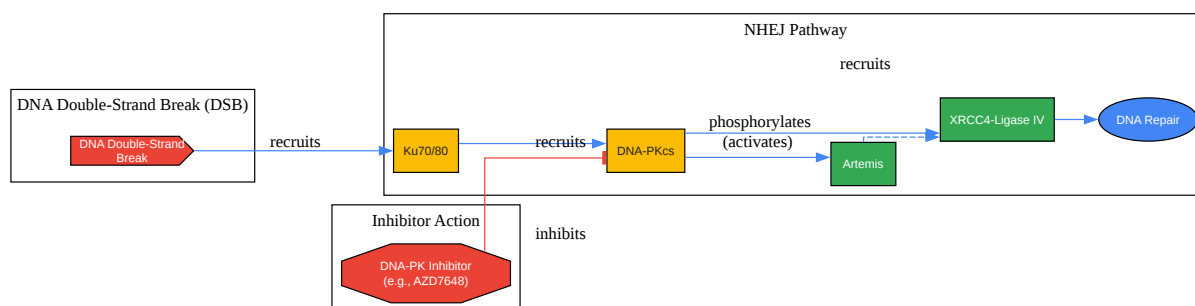 NHEJ Pathway
recruits
DNA Double-Strand Break (DSB)
DNA Double-Strand
Break
recruits
Ku70/80
recruits
DNA-PKcs
phosphorylates
(activates)
Artemis
XRCC4-Ligase IV
DNA Repair
Inhibitor Action
inhibits
DNA-PK Inhibitor
(e.g., AZD7648)